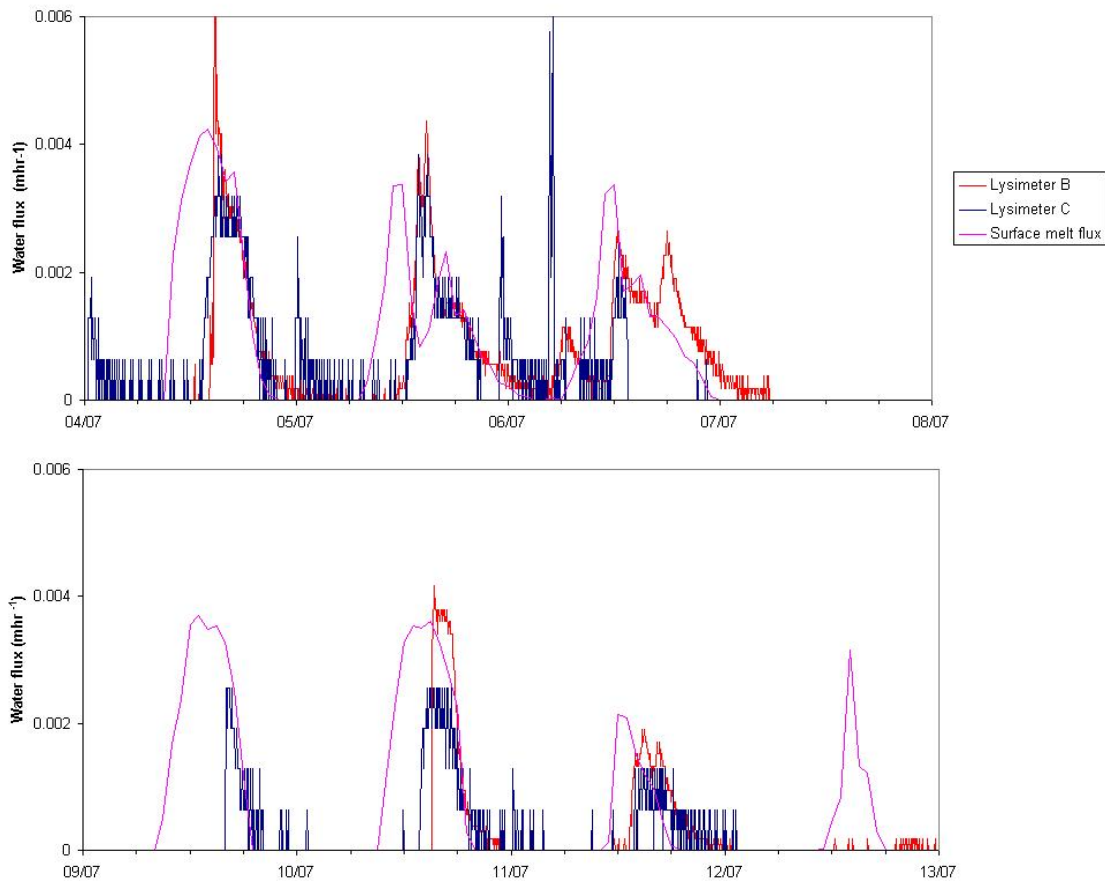 0.006
0.004
0.002
0
Water flux (mhr-1)
04/07 05/07 06/07 07/07 08/07
Lysimeter B
Lysimeter C
Surface melt flux
0.006
0.004
0.002
0
Water flux (mhr⁻¹)
09/07 10/07 11/07 12/07 13/07